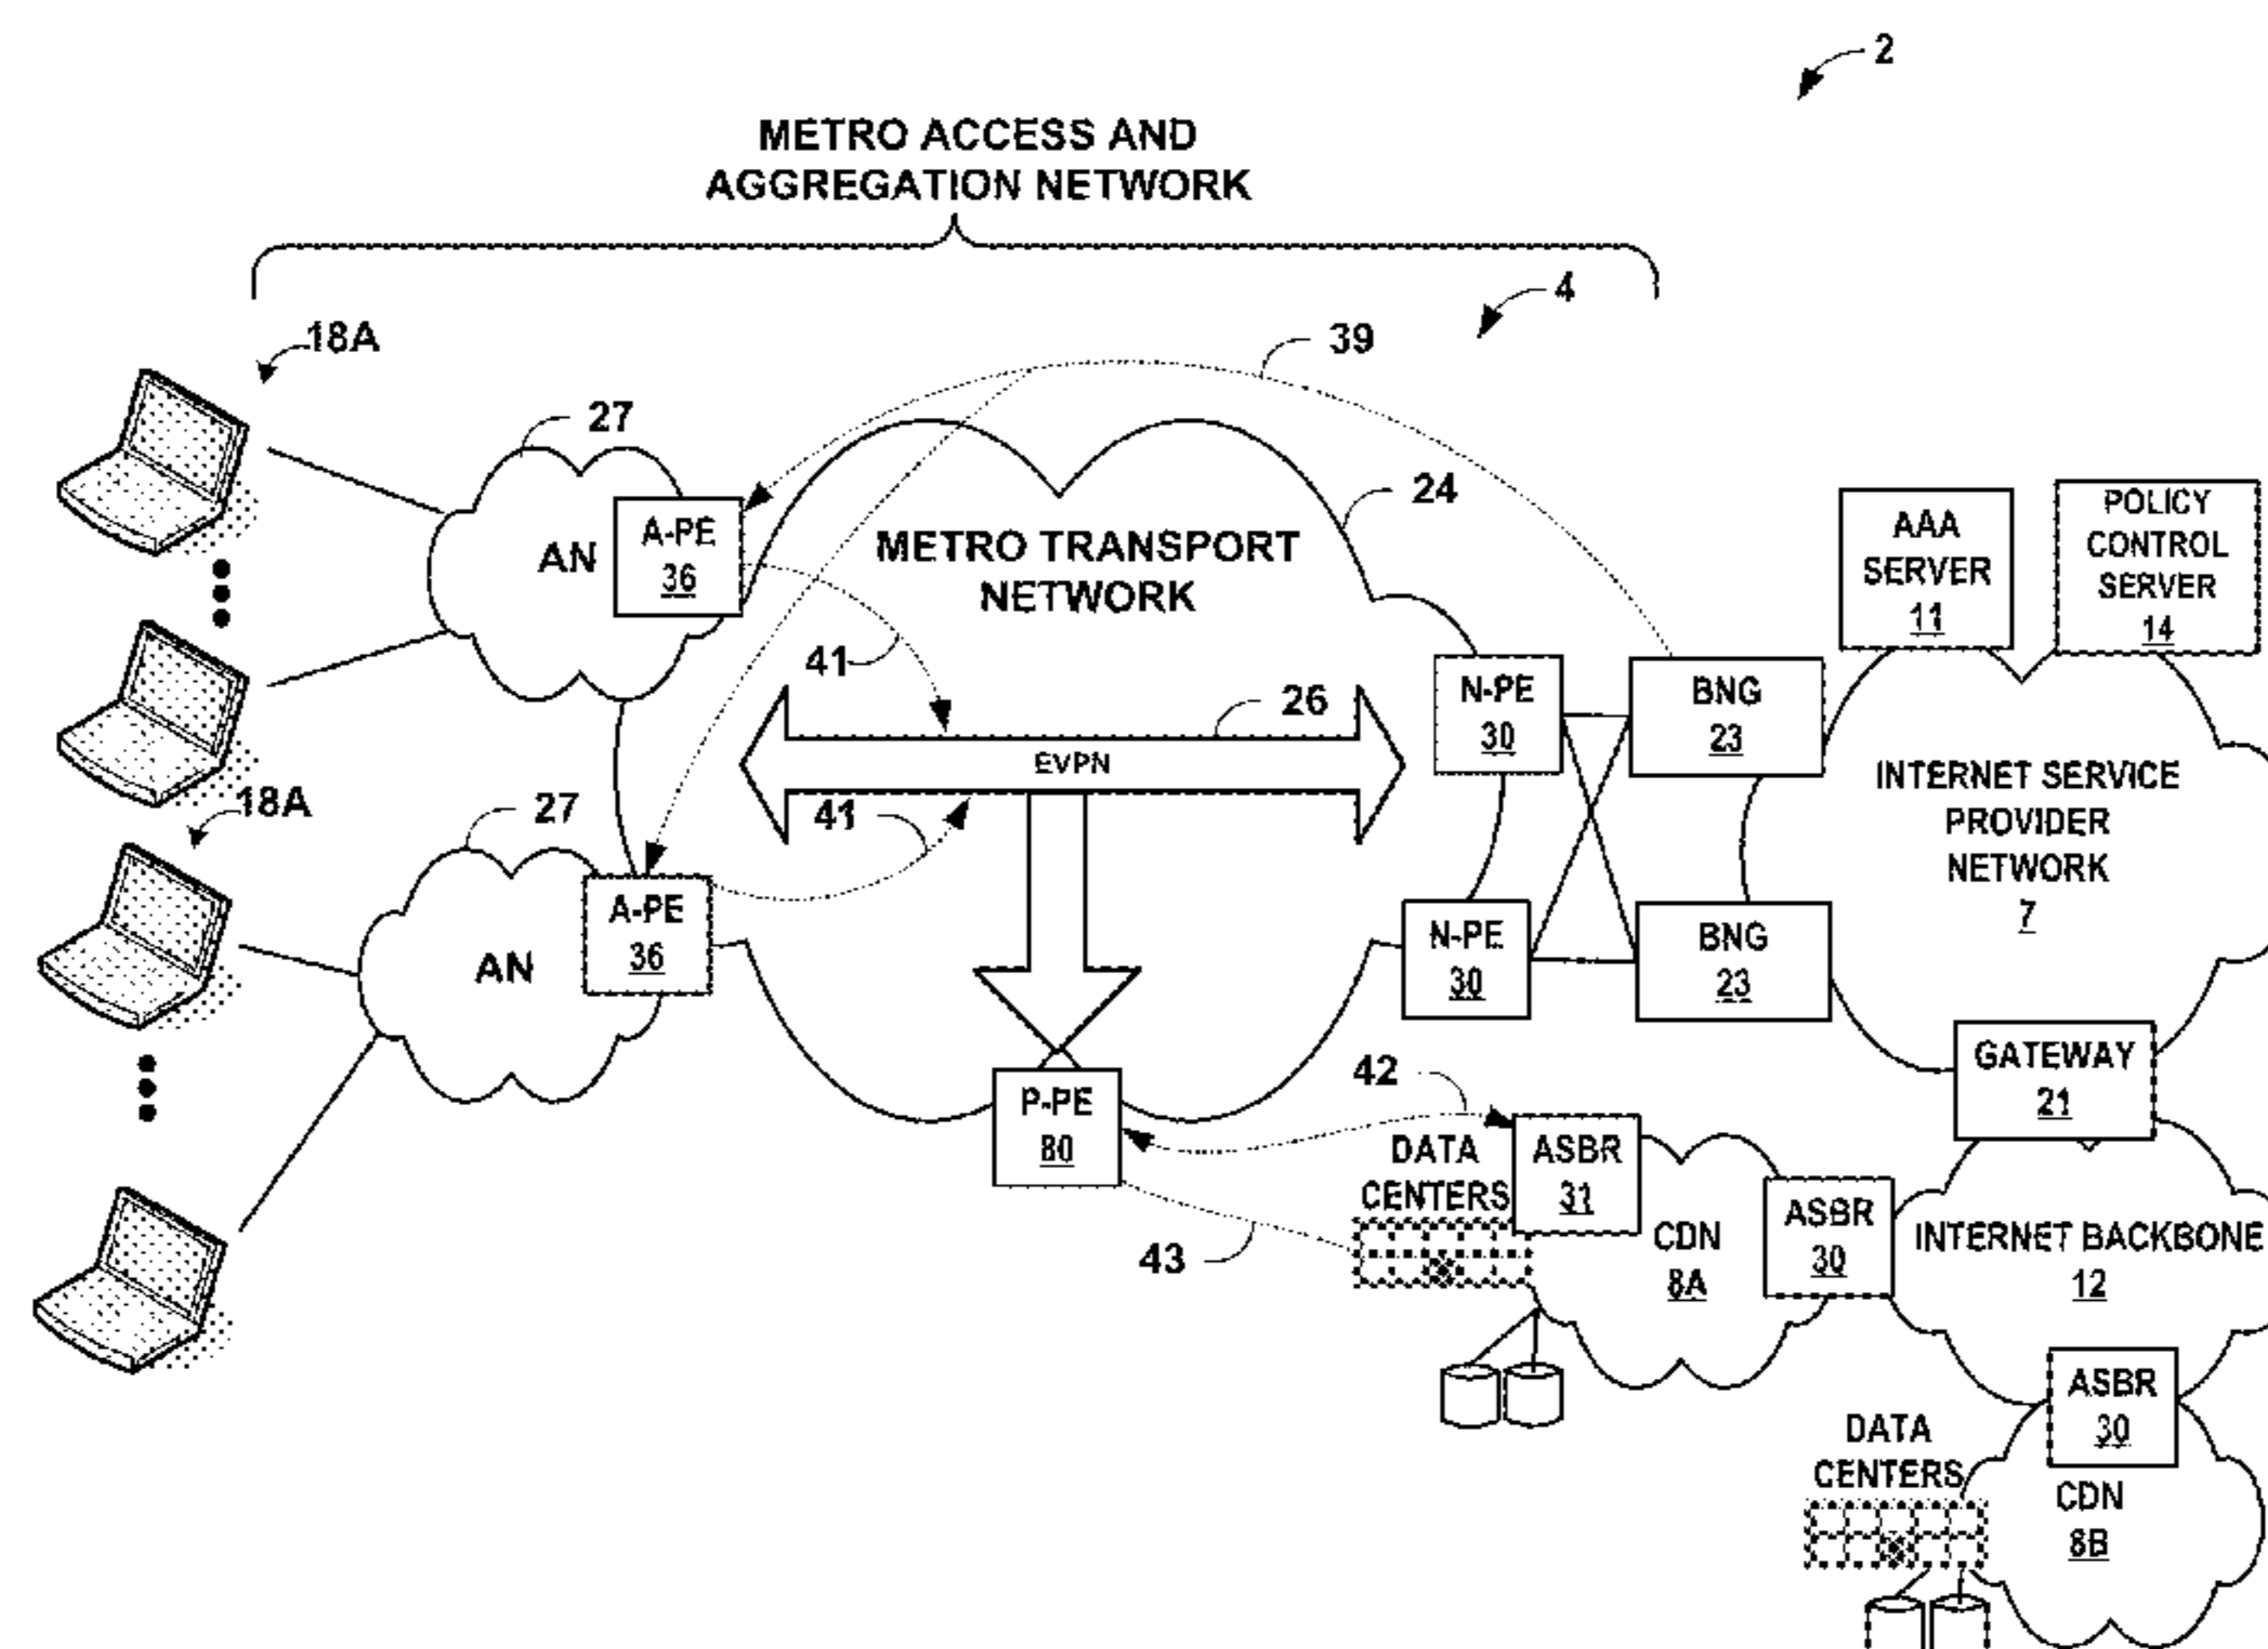 2
METRO ACCESS AND
AGGREGATION NETWORK
4
18A
39
27
24
AN
A-PE
36
METRO TRANSPORT
NETWORK
AAA
SERVER
11
POLICY
CONTROL
SERVER
14
41
26
N-PE
30
BNG
23
EVPN
INTERNET SERVICE
PROVIDER
NETWORK
7
18A
27
41
AN
A-PE
36
N-PE
30
BNG
23
GATEWAY
21
P-PE
80
42
DATA
CENTERS
ASBR
31
43
CDN
8A
ASBR
30
INTERNET BACKBONE
12
ASBR
30
DATA
CENTERS
CDN
8B